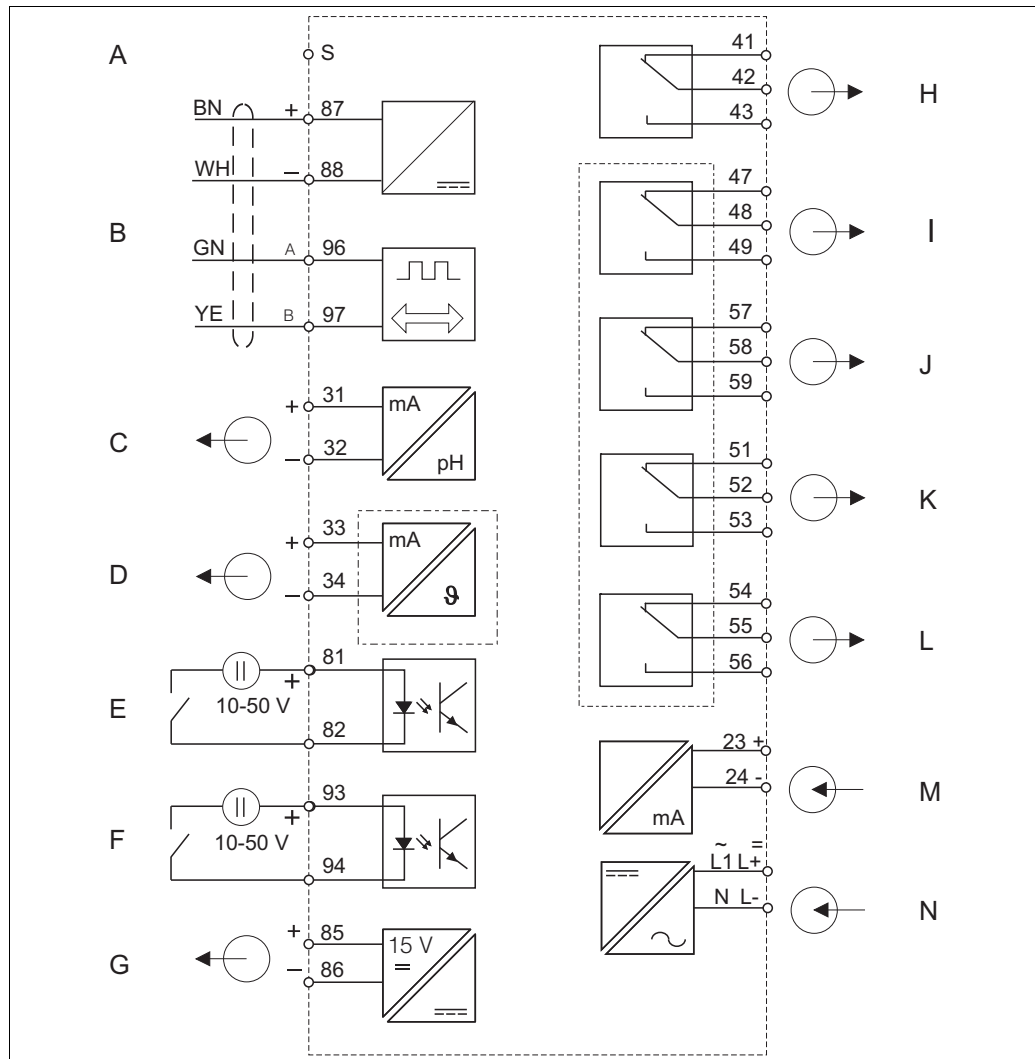 A
S
BN + 87
WH – 88
B
GN A 96
YE B 97
C
+ 31 mA
– 32 pH
D
+ 33 mA
– 34 ϑ
E
81
+
10-50 V
82
F
93
+
10-50 V
94
G
+ 85 15 V
=
– 86
41
42
43
H
47
48
49
I
57
58
59
J
51
52
53
K
54
55
56
L
23 +
24 -
mA
M
~ =
L1 L+
N L-
N